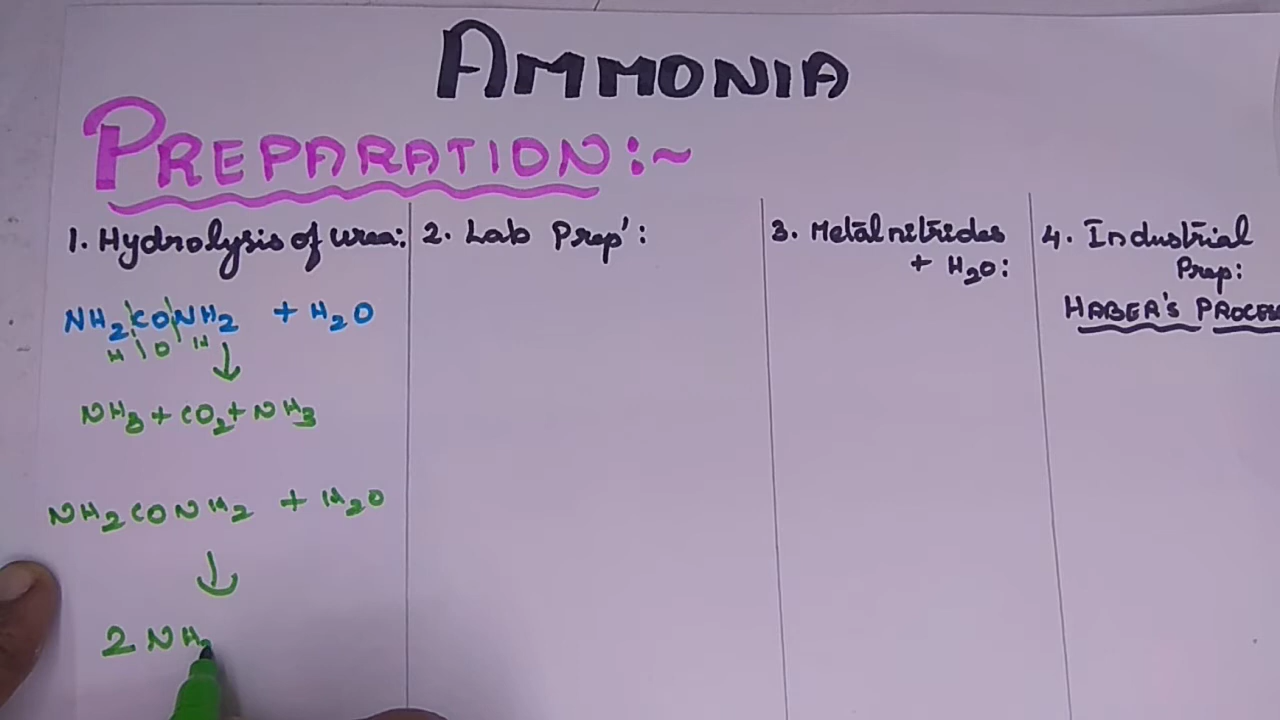 AMMONIA
PREPARATION:~
1. Hydrolysis of urea:
NH₂CONH₂ + H₂O
H O H
↓
NH₃ + CO₂ + NH₃
NH₂CONH₂ + H₂O
↓
2 NH₃
2. Lab Prep':
3. Metal nitrides
+ H₂O:
4. Industrial
Prep:
HABER'S PROCESS